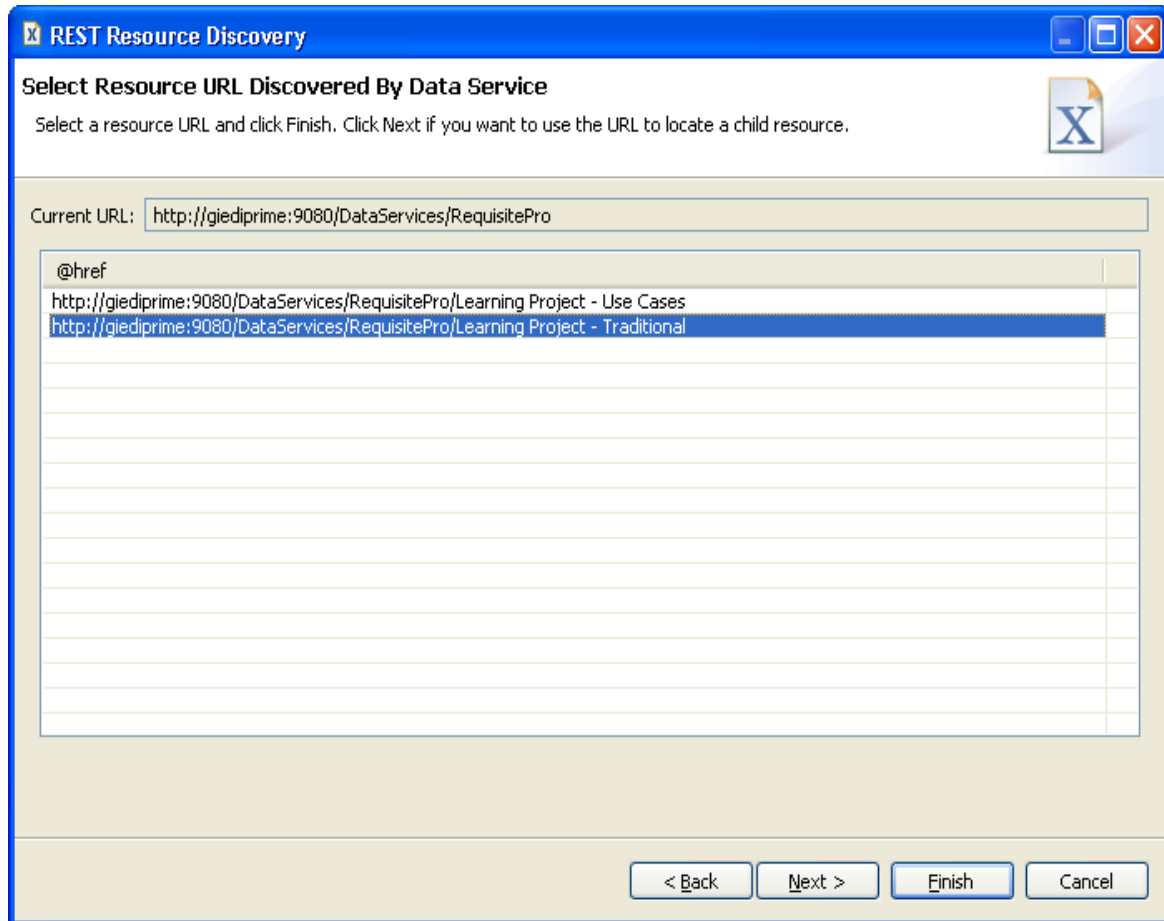 REST Resource Discovery
Select Resource URL Discovered By Data Service
Select a resource URL and click Finish. Click Next if you want to use the URL to locate a child resource.
X
Current URL: http://giediprime:9080/DataServices/RequisitePro
@href
http://giediprime:9080/DataServices/RequisitePro/Learning Project - Use Cases
http://giediprime:9080/DataServices/RequisitePro/Learning Project - Traditional
< Back Next > Finish Cancel